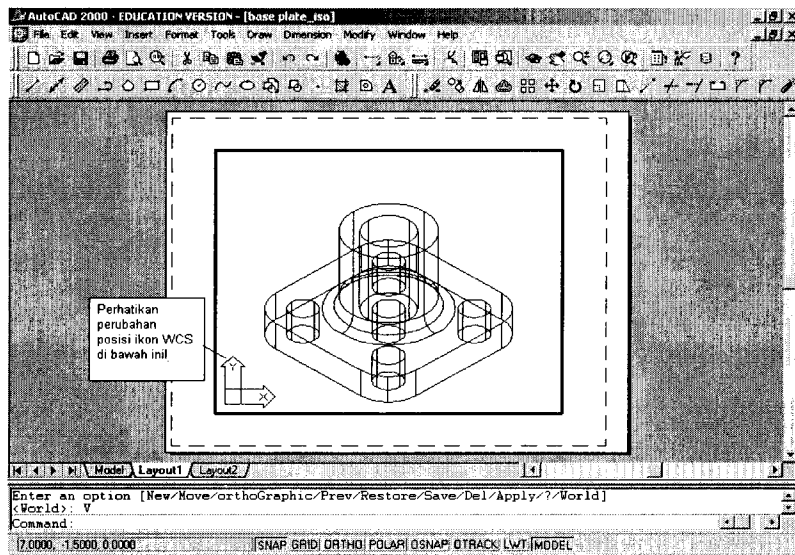 AutoCAD 2000 - EDUCATION VERSION - [base plate_iso]
File Edit View Insert Format Tools Draw Dimension Modify Window Help
Perhatikan
perubahan
posisi ikon WCS
di bawah ini!
Y
X
Model Layout1 Layout2
Enter an option [New/Move/orthoGraphic/Prev/Restore/Save/Del/Apply/?/World]
<World>: V
Command:
7.0000, -1.5000, 0.0000 SNAP GRID ORTHO POLAR OSNAP OTRACK LWT MODEL